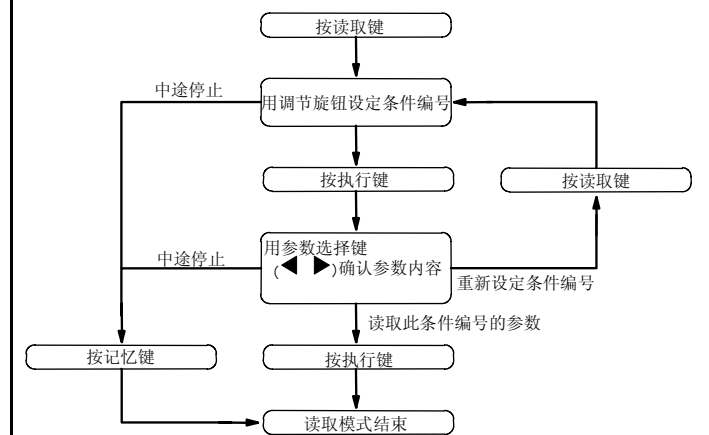 按读取键
中途停止
用调节旋钮设定条件编号
按执行键
按读取键
用参数选择键
(◀ ▶)确认参数内容
中途停止
重新设定条件编号
读取此条件编号的参数
按记忆键
按执行键
读取模式结束